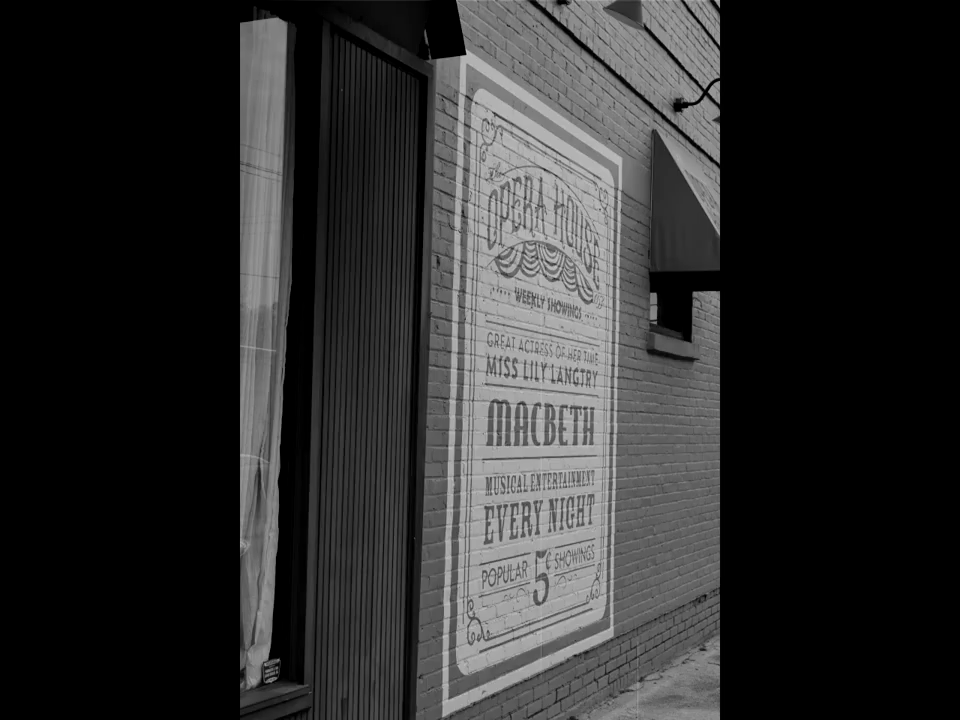 The
OPERA HOUSE
WEEKLY SHOWINGS
GREAT ACTRESS OF HER TIME
MISS LILY LANGTRY
MACBETH
MUSICAL ENTERTAINMENT
EVERY NIGHT
POPULAR 5¢ SHOWINGS